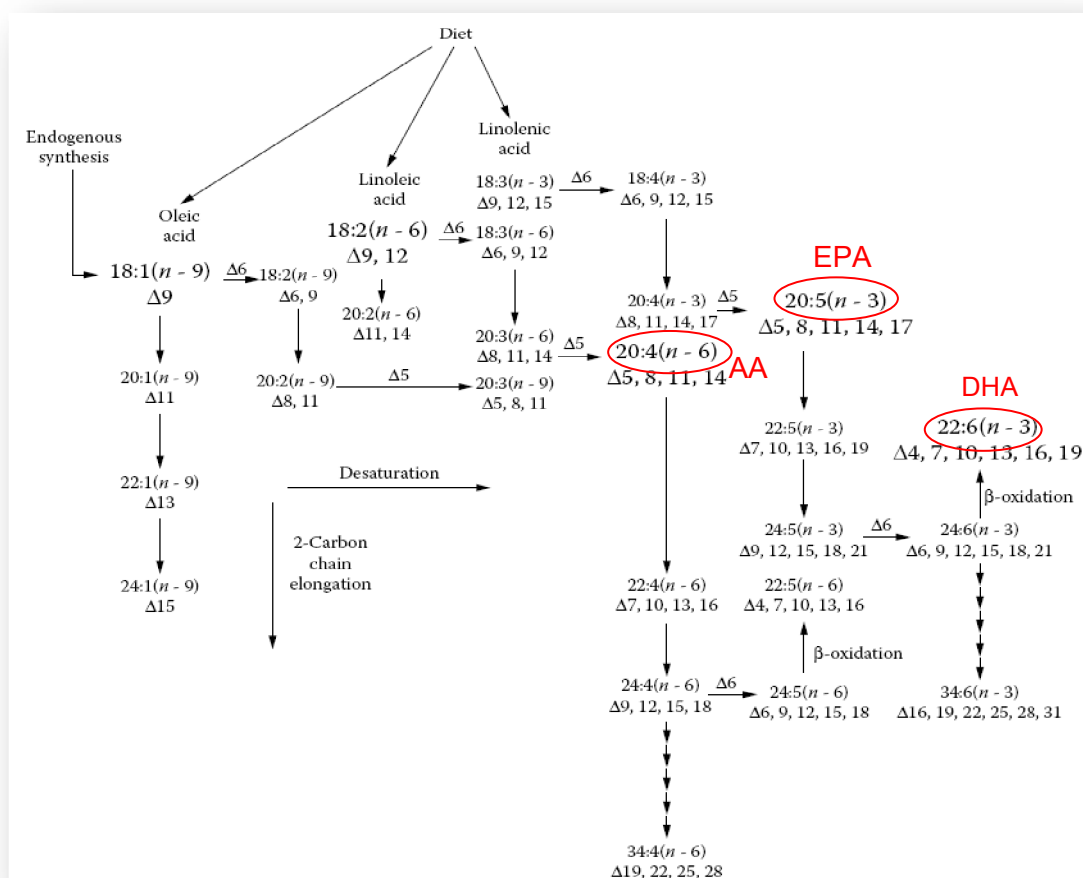 Diet
Endogenous
synthesis
Linolenic
acid
Linoleic
acid
Oleic
acid
18:3(n - 3)
Δ9, 12, 15
Δ6
18:4(n - 3)
Δ6, 9, 12, 15
18:2(n - 6)
Δ9, 12
Δ6
18:3(n - 6)
Δ6, 9, 12
18:1(n - 9)
Δ9
Δ6
18:2(n - 9)
Δ6, 9
20:2(n - 6)
Δ11, 14
EPA
20:4(n - 3)
Δ8, 11, 14, 17
Δ5
20:5(n - 3)
Δ5, 8, 11, 14, 17
20:3(n - 6)
Δ8, 11, 14
Δ5
20:4(n - 6)
Δ5, 8, 11, 14
AA
20:1(n - 9)
Δ11
20:2(n - 9)
Δ8, 11
Δ5
20:3(n - 9)
Δ5, 8, 11
DHA
22:5(n - 3)
Δ7, 10, 13, 16, 19
22:6(n - 3)
Δ4, 7, 10, 13, 16, 19
22:1(n - 9)
Δ13
Desaturation
β-oxidation
2-Carbon
chain
elongation
24:5(n - 3)
Δ9, 12, 15, 18, 21
Δ6
24:6(n - 3)
Δ6, 9, 12, 15, 18, 21
24:1(n - 9)
Δ15
22:4(n - 6)
Δ7, 10, 13, 16
22:5(n - 6)
Δ4, 7, 10, 13, 16
β-oxidation
24:4(n - 6)
Δ9, 12, 15, 18
Δ6
24:5(n - 6)
Δ6, 9, 12, 15, 18
34:6(n - 3)
Δ16, 19, 22, 25, 28, 31
34:4(n - 6)
Δ19, 22, 25, 28